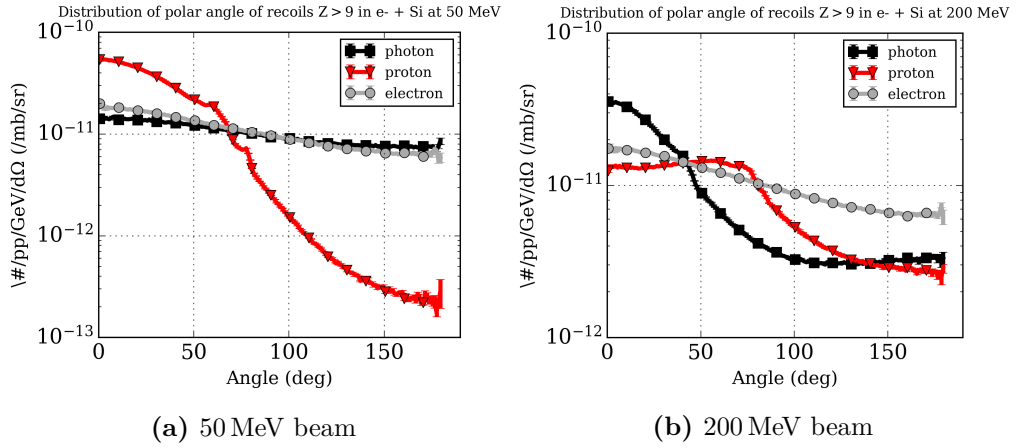 Distribution of polar angle of recoils Z > 9 in e- + Si at 50 MeV
10⁻¹⁰
10⁻¹¹
10⁻¹²
10⁻¹³
\#/pp/GeV/dΩ (/mb/sr)
photon
proton
electron
0 50 100 150
Angle (deg)
(a) 50 MeV beam
Distribution of polar angle of recoils Z > 9 in e- + Si at 200 MeV
10⁻¹⁰
10⁻¹¹
10⁻¹²
\#/pp/GeV/dΩ (/mb/sr)
photon
proton
electron
0 50 100 150
Angle (deg)
(b) 200 MeV beam